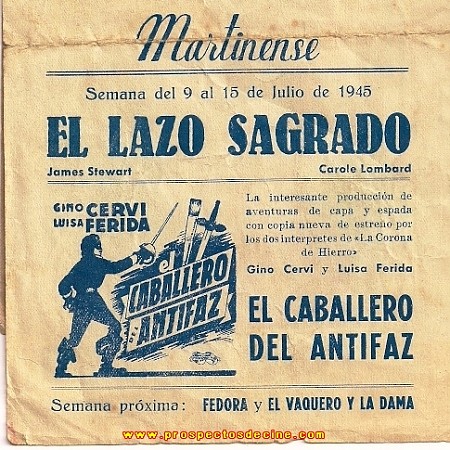 Martinense
Semana del 9 al 15 de Julio de 1945
EL LAZO SAGRADO
James Stewart Carole Lombard
GINO CERVI
LUISA FERIDA
CABALLERO
DEL ANTIFAZ
La interesante producción de
aventuras de capa y espada
con copia nueva de estreno por
los dos interpretes de «La Corona
de Hierro»
Gino Cervi y Luisa Ferida
EL CABALLERO
DEL ANTIFAZ
Semana próxima: FEDORA y EL VAQUERO Y LA DAMA
www.prospectosdecine.com